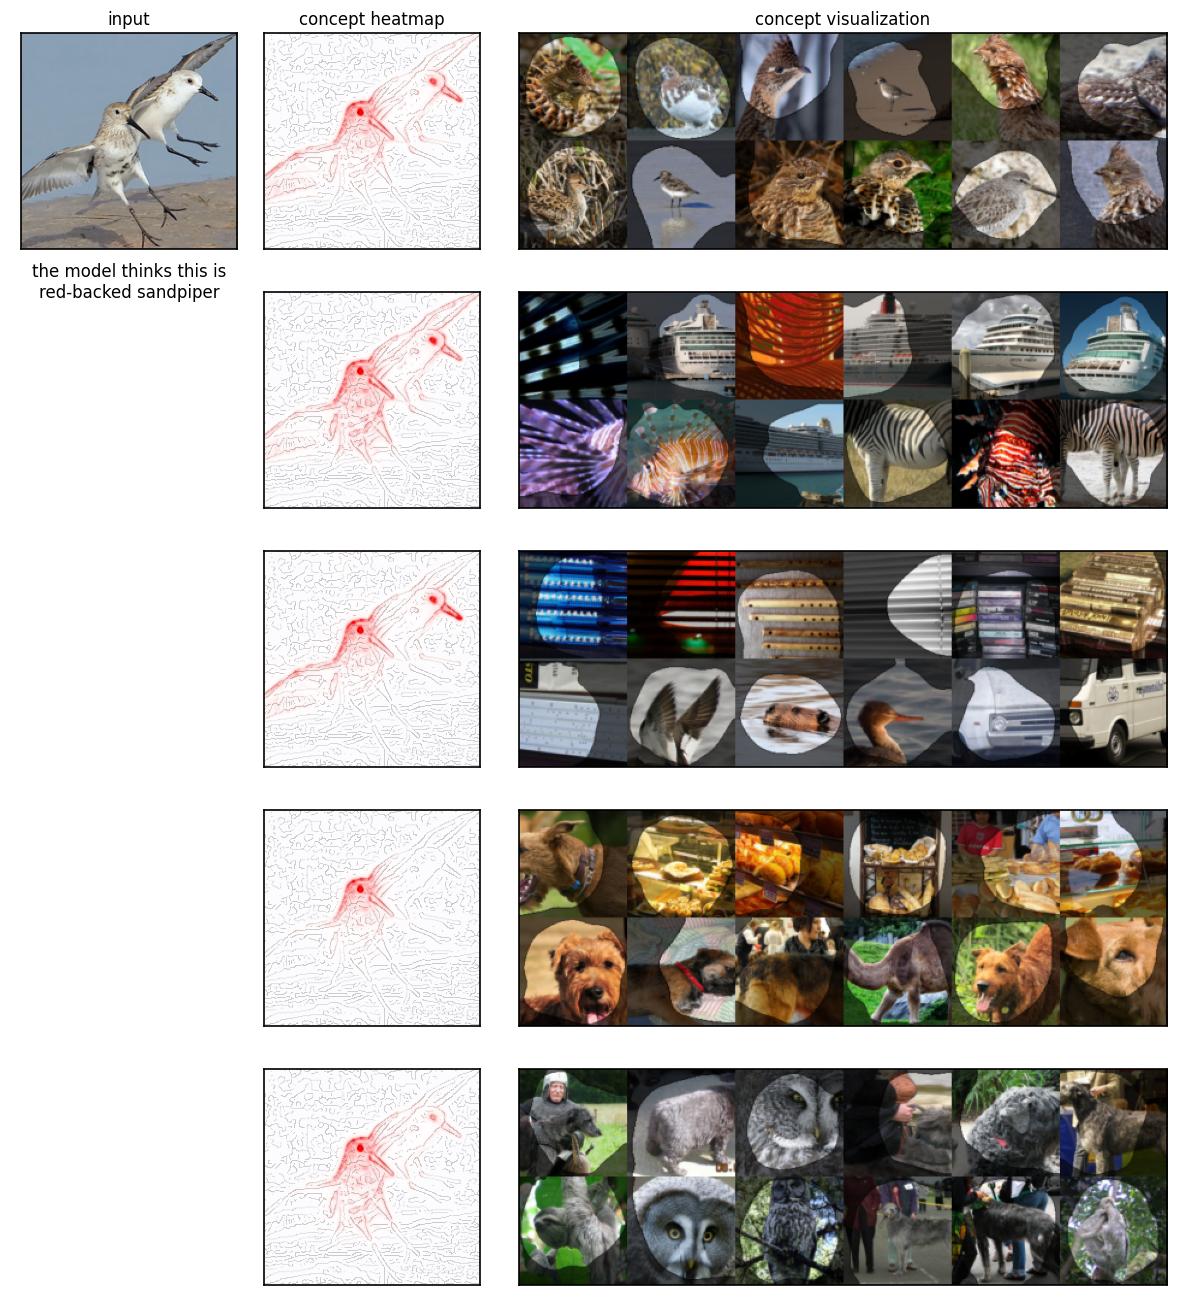 input
concept heatmap
concept visualization
the model thinks this is
red-backed sandpiper